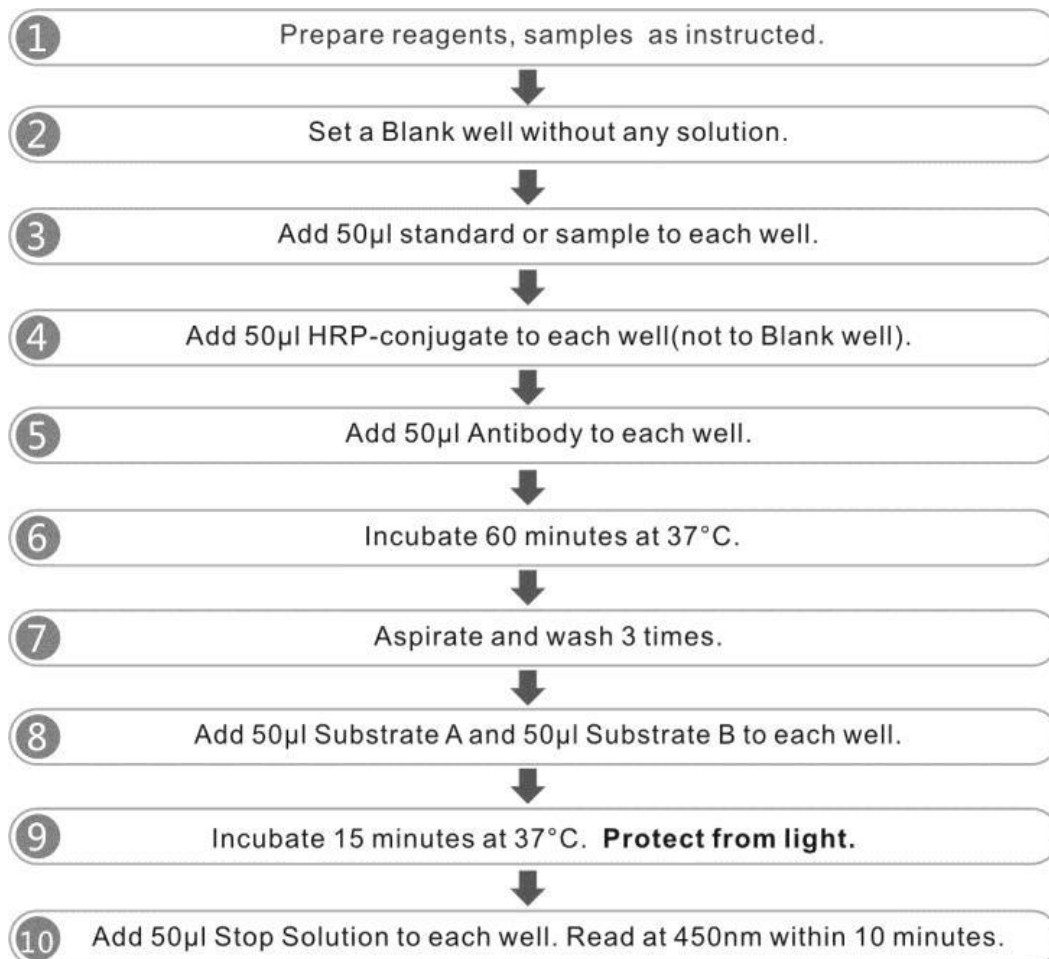 1 Prepare reagents, samples as instructed.
2 Set a Blank well without any solution.
3 Add 50µl standard or sample to each well.
4 Add 50µl HRP-conjugate to each well(not to Blank well).
5 Add 50µl Antibody to each well.
6 Incubate 60 minutes at 37°C.
7 Aspirate and wash 3 times.
8 Add 50µl Substrate A and 50µl Substrate B to each well.
9 Incubate 15 minutes at 37°C. Protect from light.
10 Add 50µl Stop Solution to each well. Read at 450nm within 10 minutes.